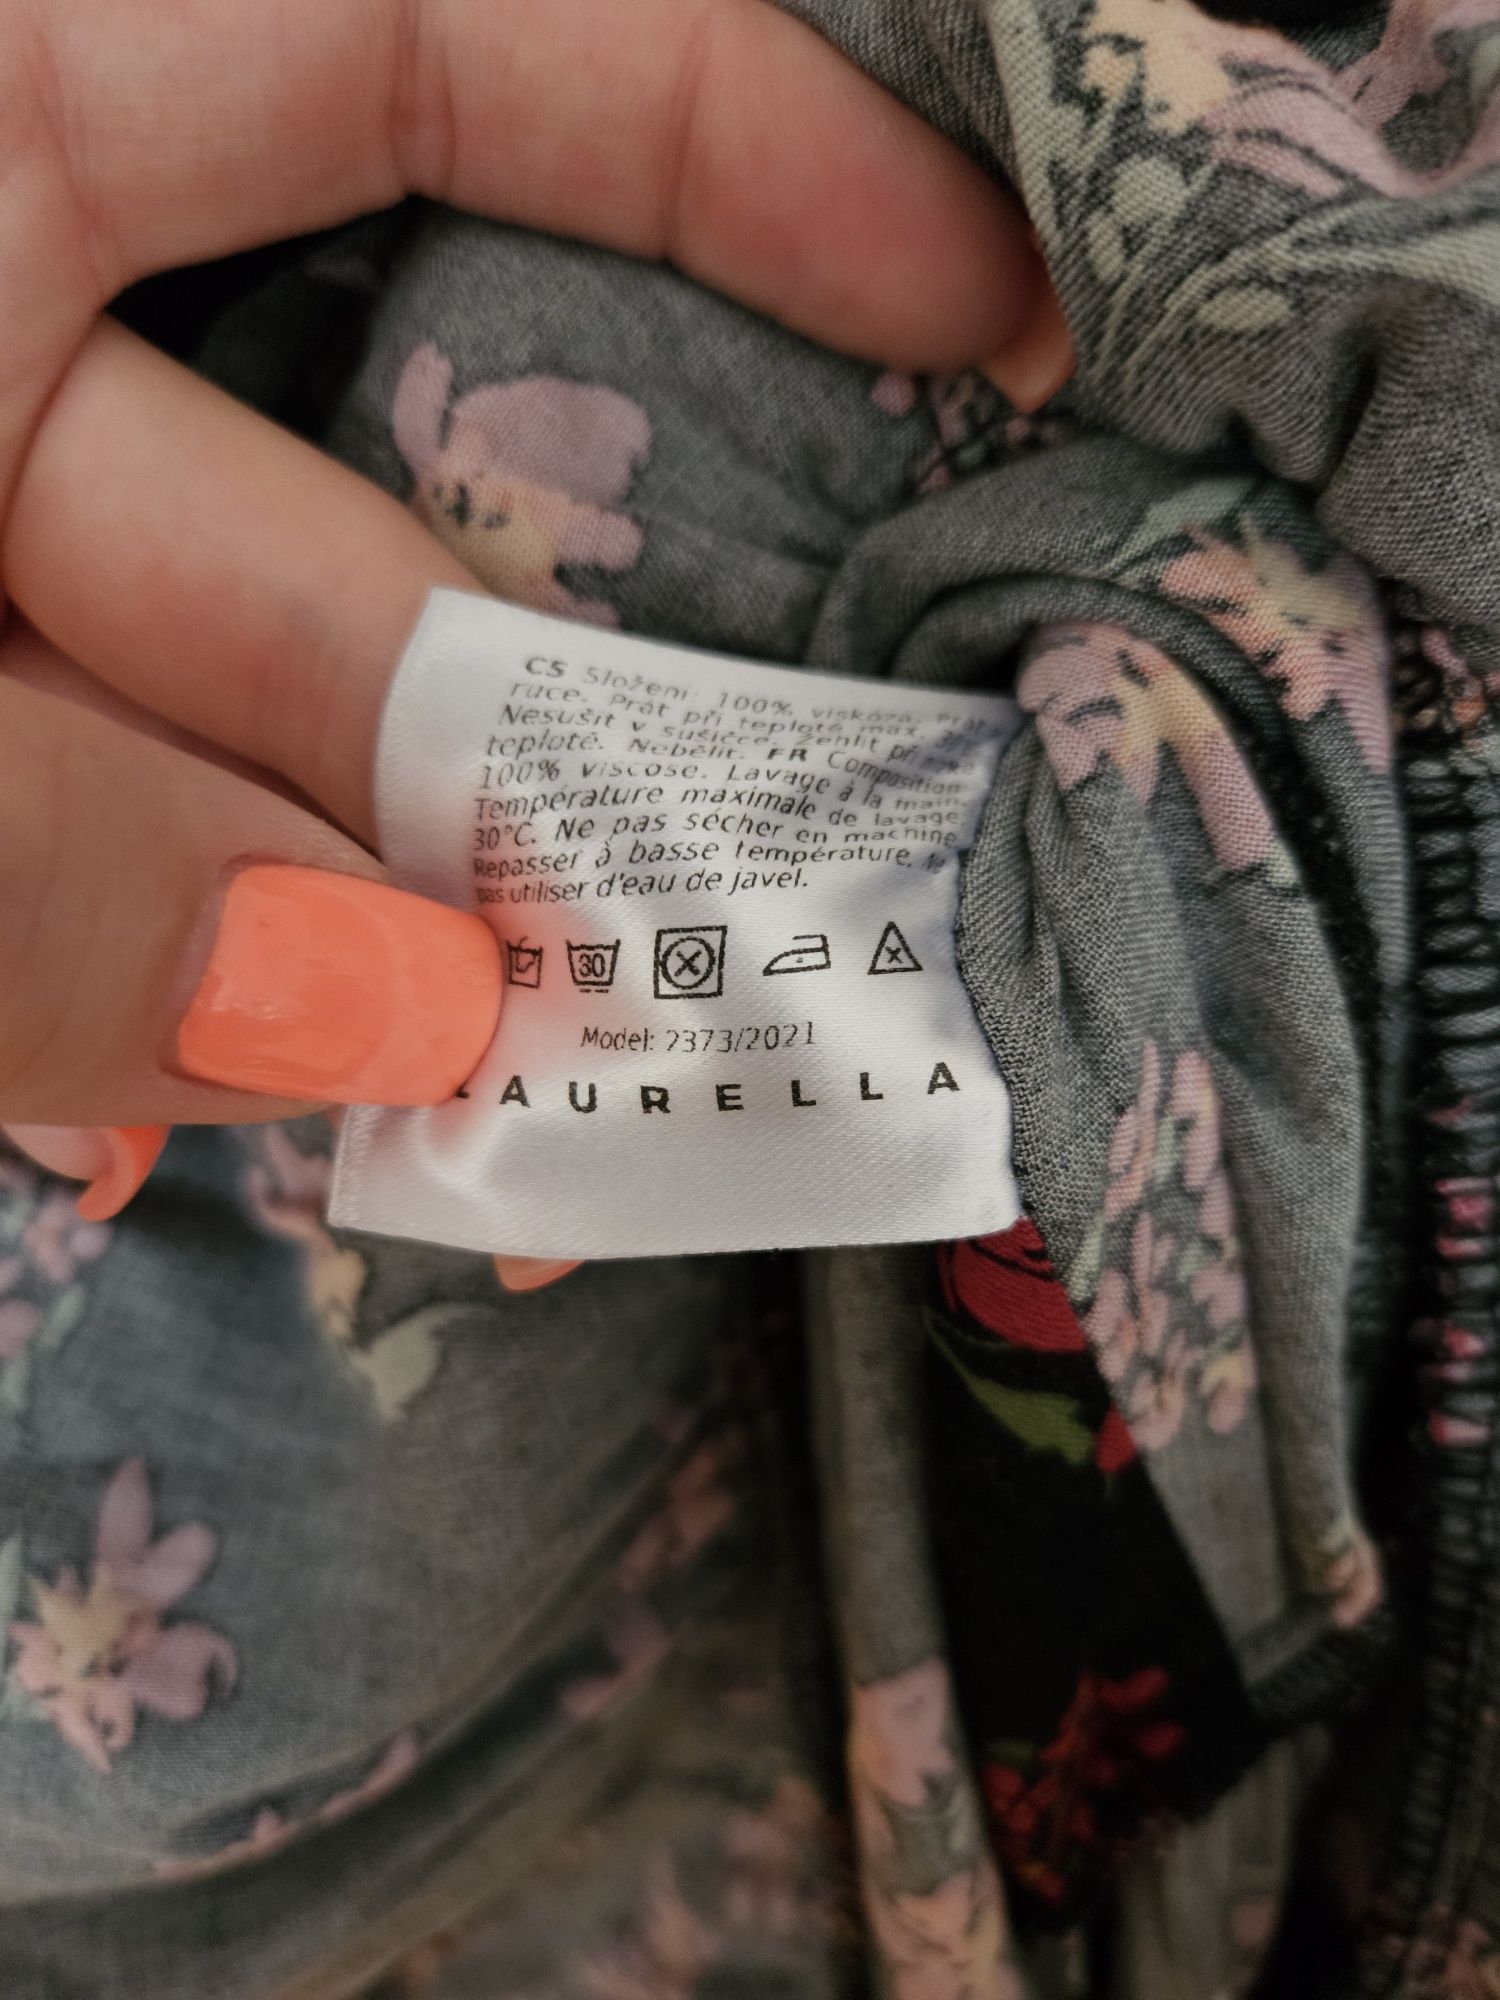 CS Složení: 100% viskóza. Prát
ruce. Prát při teplotě max. 30°C.
Nesušit v sušičce. Žehlit při nízké
teplotě. Nebělit. FR Composition:
100% viscose. Lavage à la main.
Température maximale de lavage:
30°C. Ne pas sécher en machine
Repasser à basse température. Ne
pas utiliser d'eau de javel.
30
Model: 2373/2021
LAURELLA